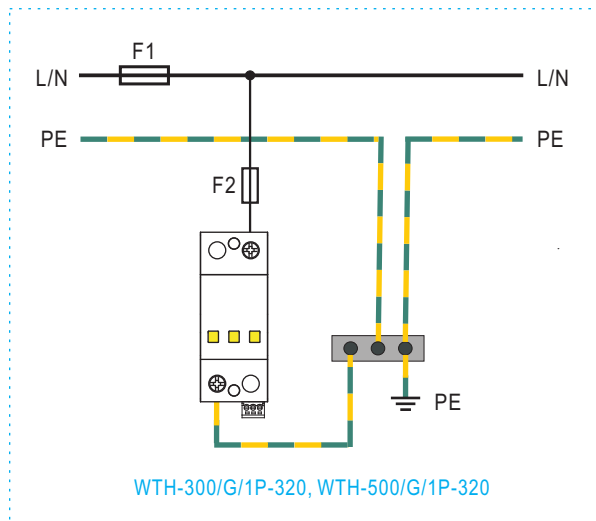 F1
L/N L/N
PE PE
F2
PE
WTH-300/G/1P-320, WTH-500/G/1P-320